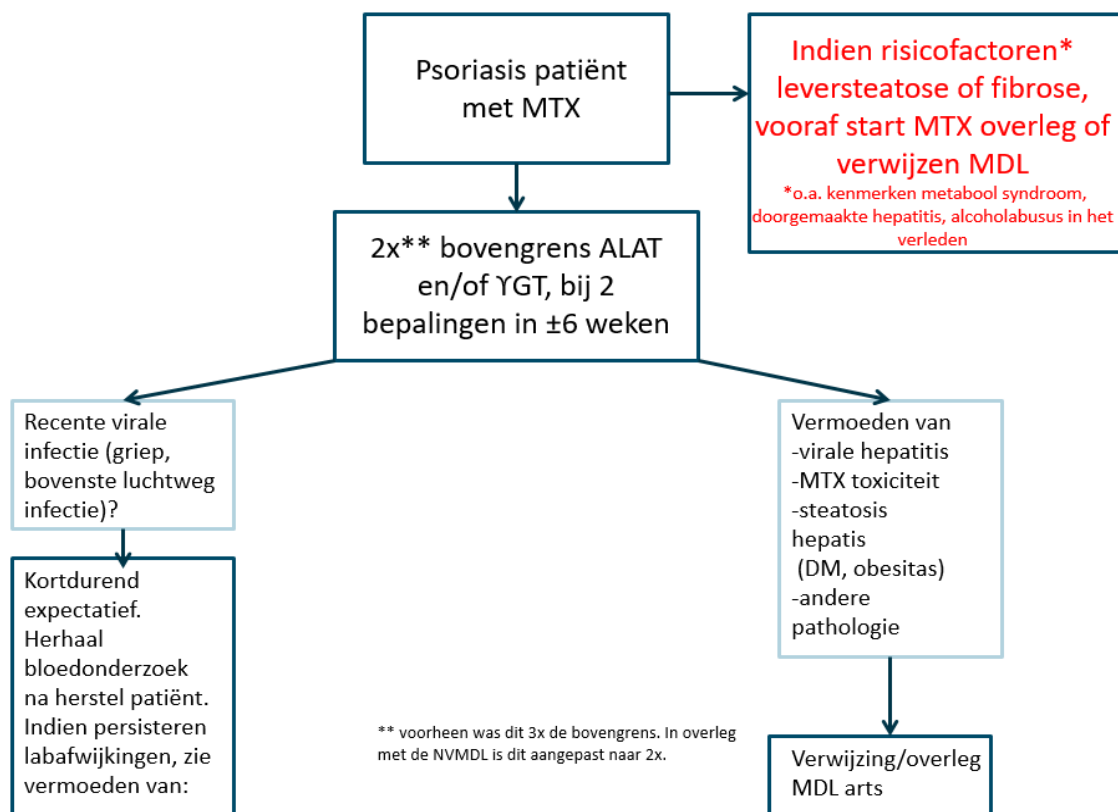 Psoriasis patiënt
met MTX
Indien risicofactoren*
leversteatose of fibrose,
vooraf start MTX overleg of
verwijzen MDL
*o.a. kenmerken metabool syndroom,
doorgemaakte hepatitis, alcoholabusus in het
verleden
2x** bovengrens ALAT
en/of ϒGT, bij 2
bepalingen in ±6 weken
Recente virale
infectie (griep,
bovenste luchtweg
infectie)?
Kortdurend
expectatief.
Herhaal
bloedonderzoek
na herstel patiënt.
Indien persisteren
labafwijkingen, zie
vermoeden van:
Vermoeden van
-virale hepatitis
-MTX toxiciteit
-steatosis
hepatis
(DM, obesitas)
-andere
pathologie
Verwijzing/overleg
MDL arts
** voorheen was dit 3x de bovengrens. In overleg
met de NVMDL is dit aangepast naar 2x.